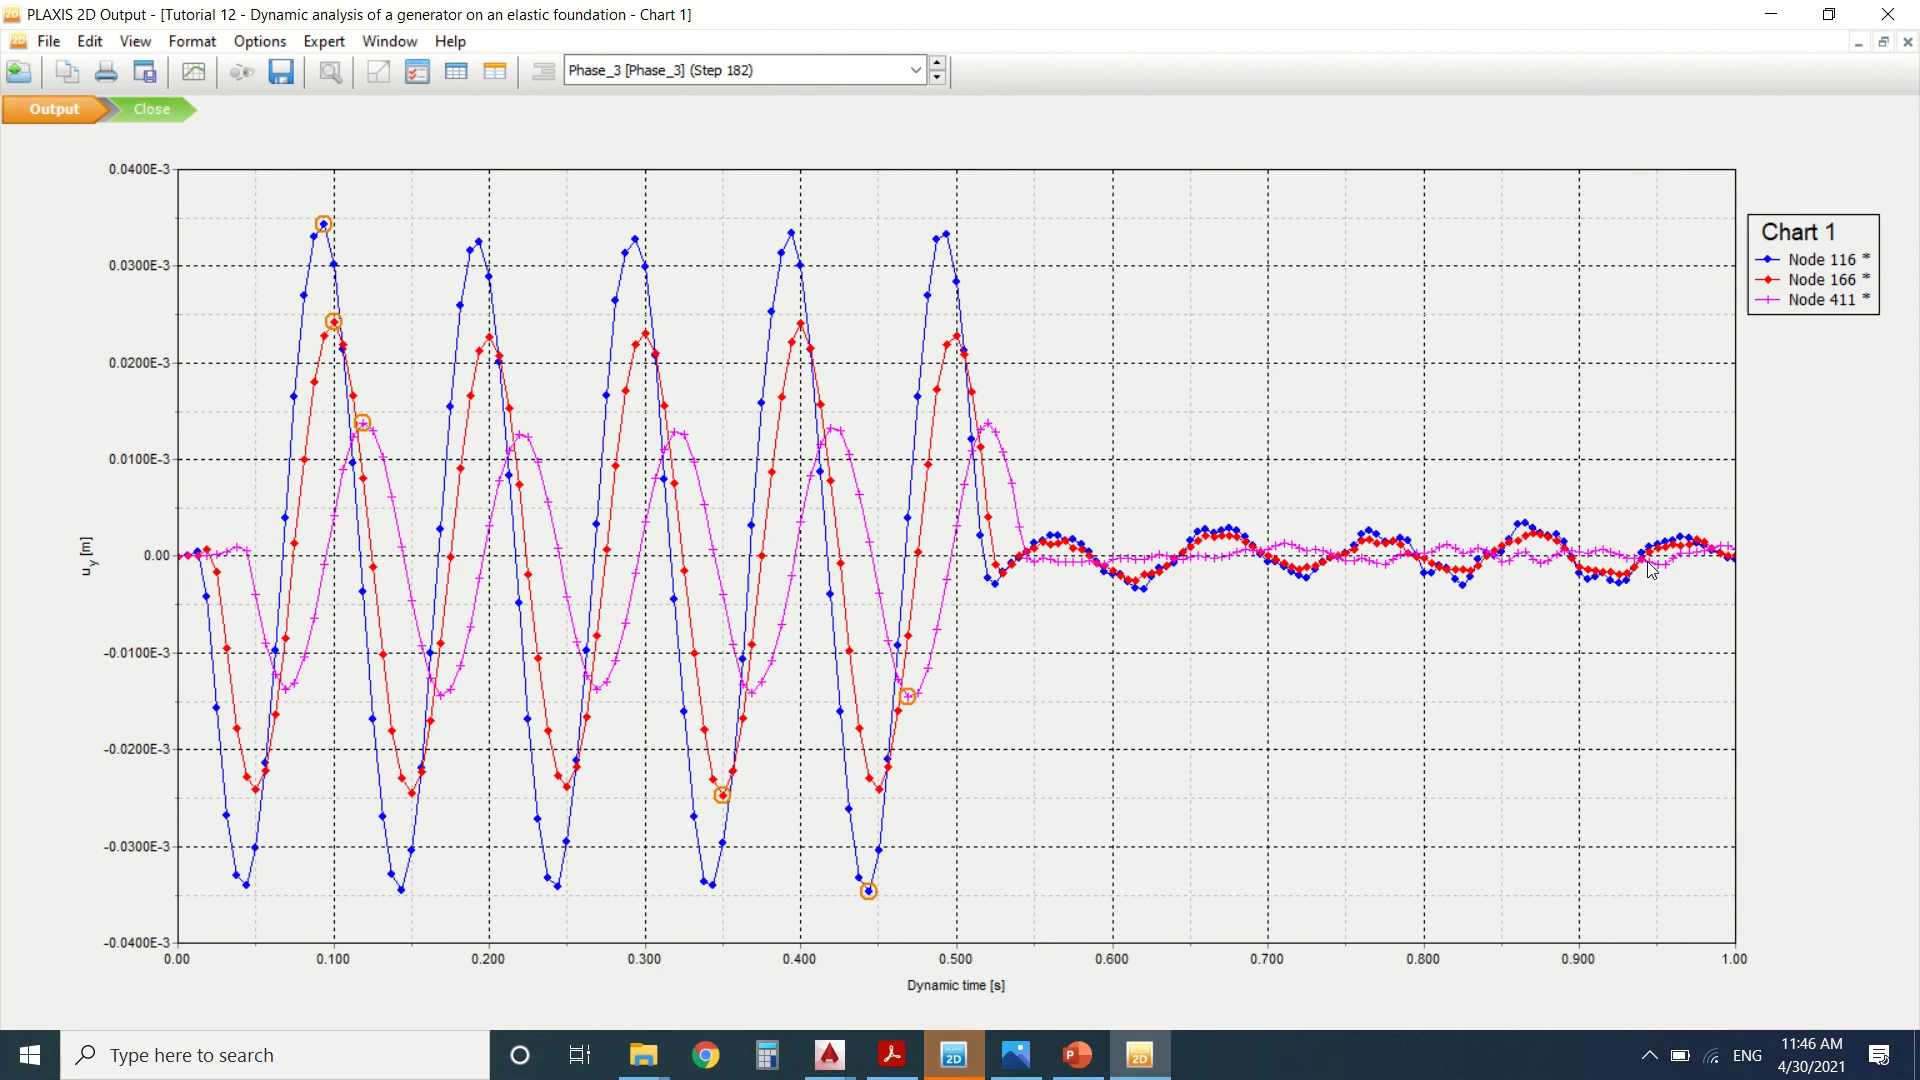 PLAXIS 2D Output - [Tutorial 12 - Dynamic analysis of a generator on an elastic foundation - Chart 1]
2D File Edit View Format Options Expert Window Help
Phase_3 [Phase_3] (Step 182)
Output Close
0.0400E-3
0.0300E-3
0.0200E-3
0.0100E-3
0.00
-0.0100E-3
-0.0200E-3
-0.0300E-3
-0.0400E-3
uy [m]
0.00 0.100 0.200 0.300 0.400 0.500 0.600 0.700 0.800 0.900 1.00
Dynamic time [s]
Chart 1
Node 116 *
Node 166 *
Node 411 *
Type here to search
2D
P
2D
ENG
11:46 AM
4/30/2021